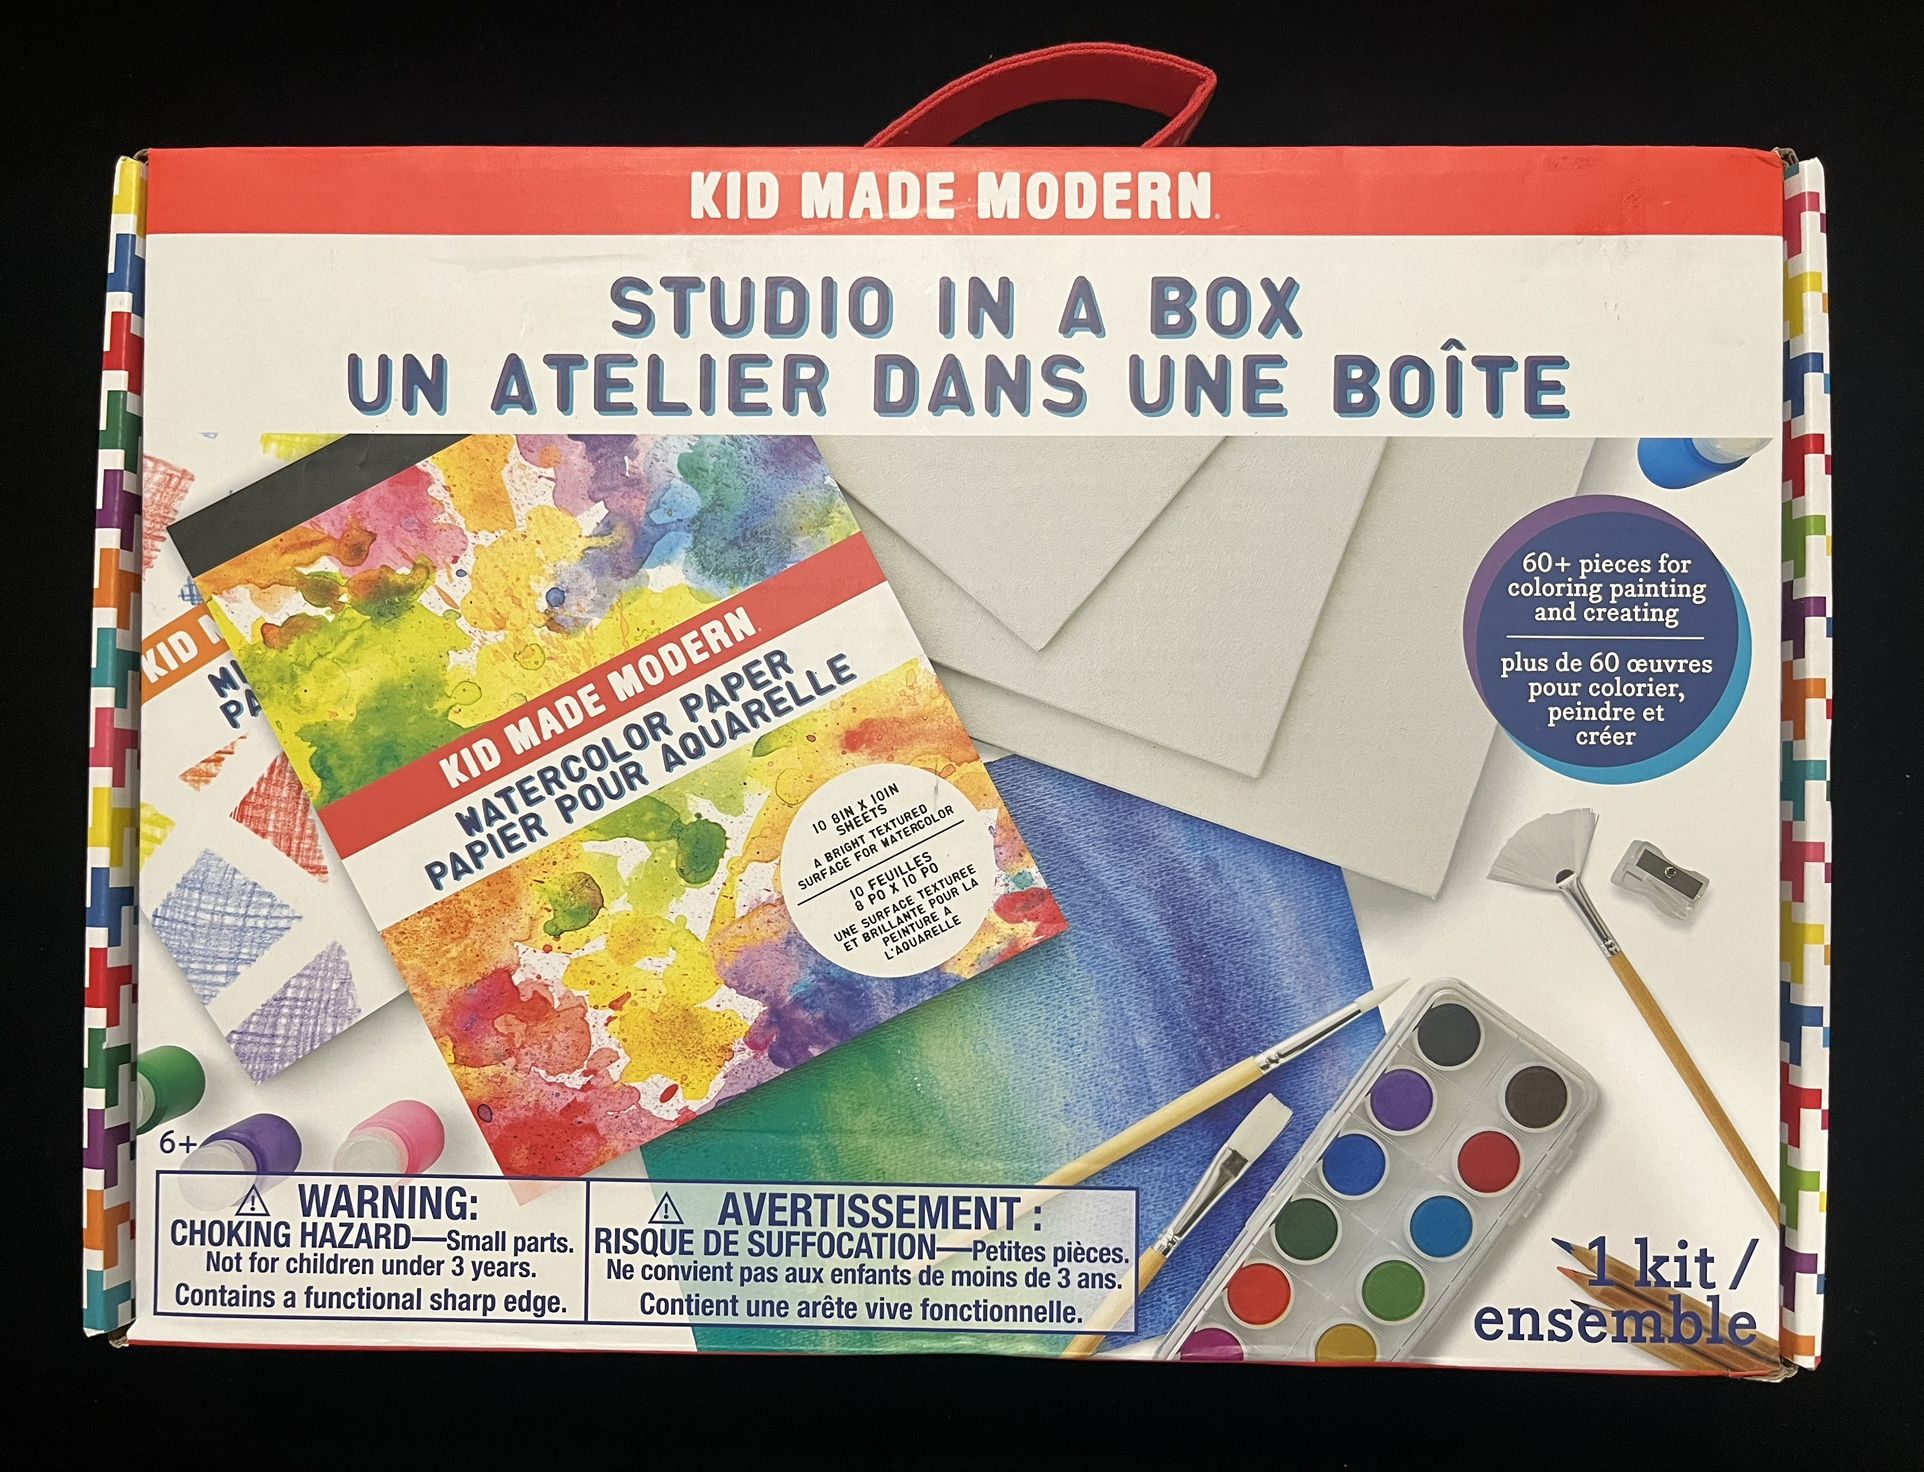 KID MADE MODERN
STUDIO IN A BOX
UN ATELIER DANS UNE BOÎTE
60+ pieces for
coloring painting
and creating
plus de 60 œuvres
pour colorier,
peindre et
créer
KID
KID MADE MODERN
WATERCOLOR PAPER
PAPIER POUR AQUARELLE
10 8IN X 10IN
SHEETS
A BRIGHT TEXTURED
SURFACE FOR WATERCOLOR
10 FEUILLES
8 PO X 10 PO
UNE SURFACE TEXTUREE
ET BRILLANTE POUR LA
PEINTURE A
L'AQUARELLE
6+
⚠ WARNING:
CHOKING HAZARD—Small parts.
Not for children under 3 years.
Contains a functional sharp edge.
⚠ AVERTISSEMENT :
RISQUE DE SUFFOCATION—Petites pièces.
Ne convient pas aux enfants de moins de 3 ans.
Contient une arête vive fonctionnelle.
1 kit /
ensemble